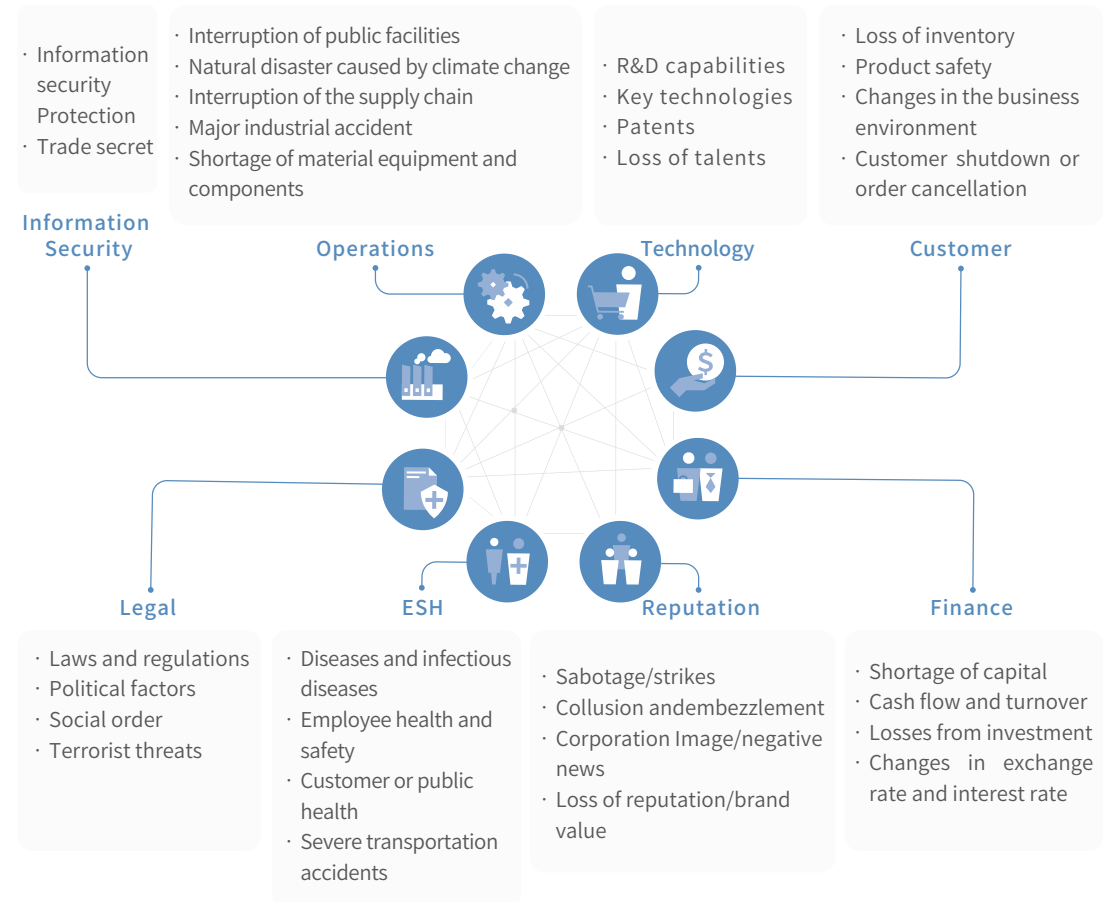 · Information
security
Protection
· Trade secret
Information
Security
· Interruption of public facilities
· Natural disaster caused by climate change
· Interruption of the supply chain
· Major industrial accident
· Shortage of material equipment and
components
Operations
· R&D capabilities
· Key technologies
· Patents
· Loss of talents
Technology
· Loss of inventory
· Product safety
· Changes in the business
environment
· Customer shutdown or
order cancellation
Customer
$
Legal
· Laws and regulations
· Political factors
· Social order
· Terrorist threats
ESH
· Diseases and infectious
diseases
· Employee health and
safety
· Customer or public
health
· Severe transportation
accidents
Reputation
· Sabotage/strikes
· Collusion andembezzlement
· Corporation Image/negative
news
· Loss of reputation/brand
value
Finance
· Shortage of capital
· Cash flow and turnover
· Losses from investment
· Changes in exchange
rate and interest rate